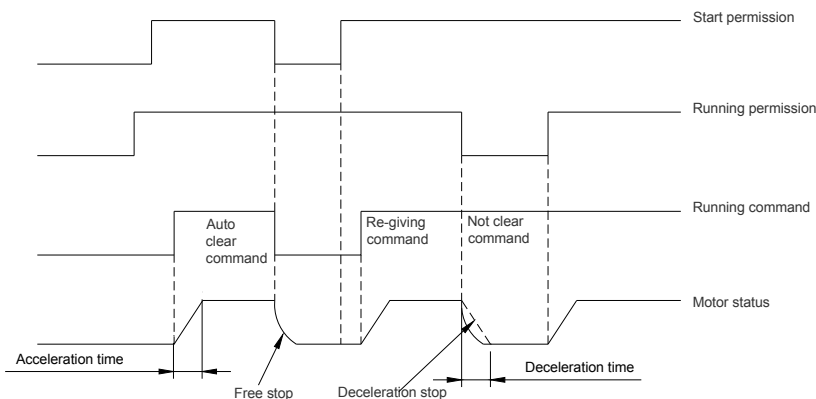 Start permission
Running permission
Running command
Auto
clear
command
Re-giving
command
Not clear
command
Motor status
Acceleration time
Free stop
Deceleration stop
Deceleration time